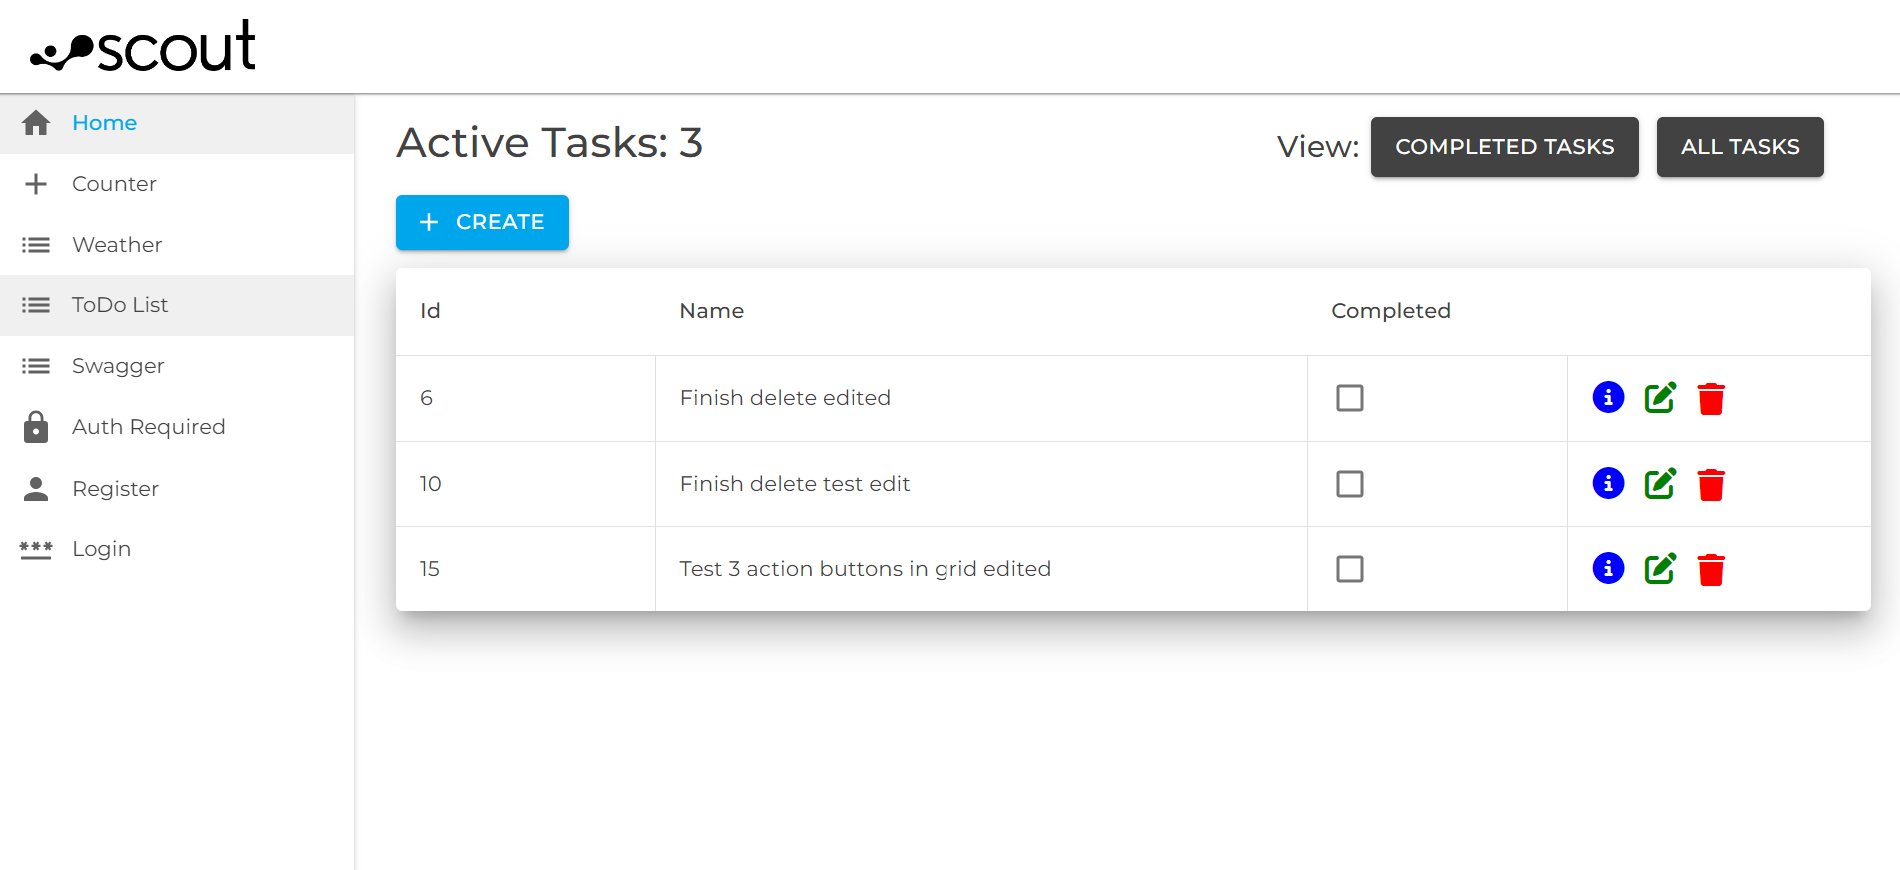 scout
Home
Counter
Weather
ToDo List
Swagger
Auth Required
Register
Login
Active Tasks: 3
View: COMPLETED TASKS ALL TASKS
CREATE
Id Name Completed
6 Finish delete edited
10 Finish delete test edit
15 Test 3 action buttons in grid edited